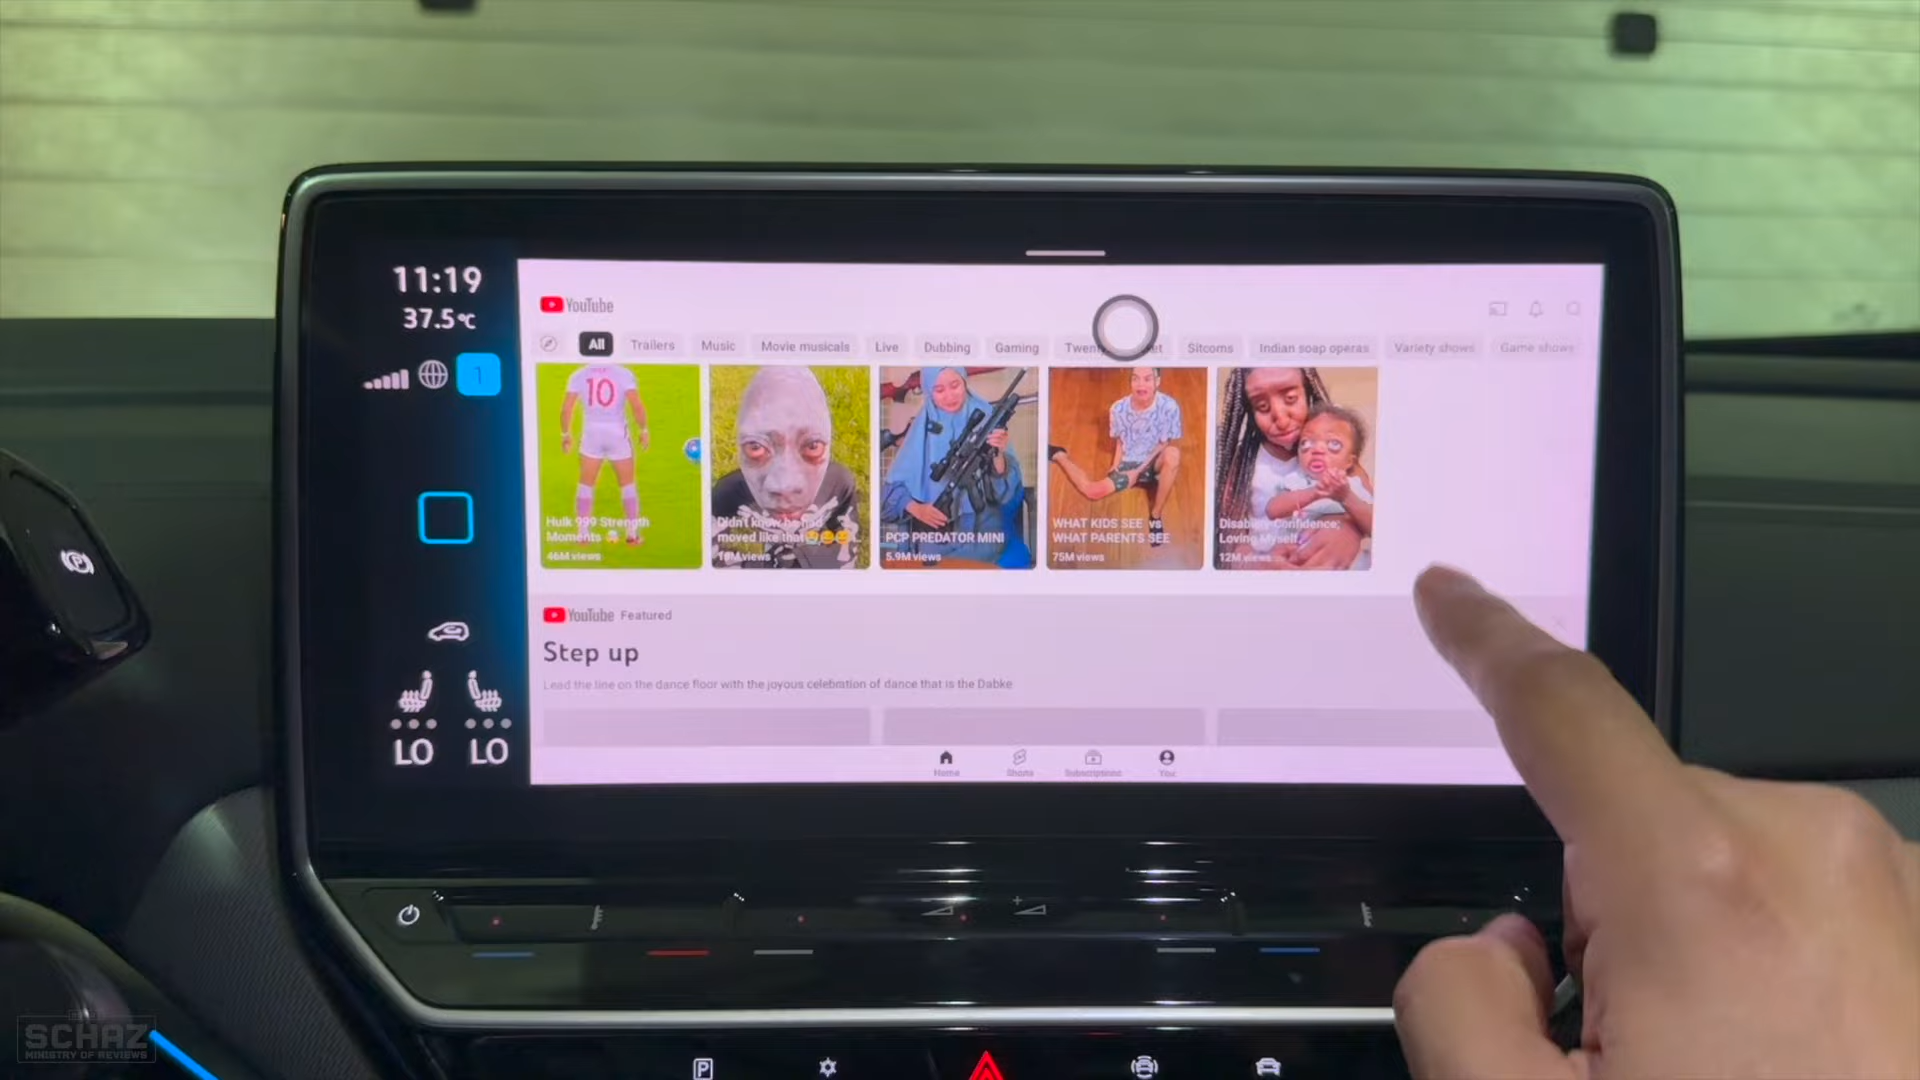 11:19
37.5°C
1
YouTube
All
Trailers
Music
Movie musicals
Live
Dubbing
Gaming
Sitcoms
Indian soap operas
Variety shows
Game shows
10
Hulk 999 Strength
Moments
46M views
Didn't know he had
moved like that
views
PCP PREDATOR MINI
5.9M views
WHAT KIDS SEE vs
WHAT PARENTS SEE
75M views
Disability Confidence;
Loving Myself.
12M views
YouTube Featured
Step up
Lead the line on the dance floor with the joyous celebration of dance that is the Dabke
Home
Shorts
Subscriptions
You
LO
LO
P
P
SCHAZ
MINISTRY OF REVIEWS